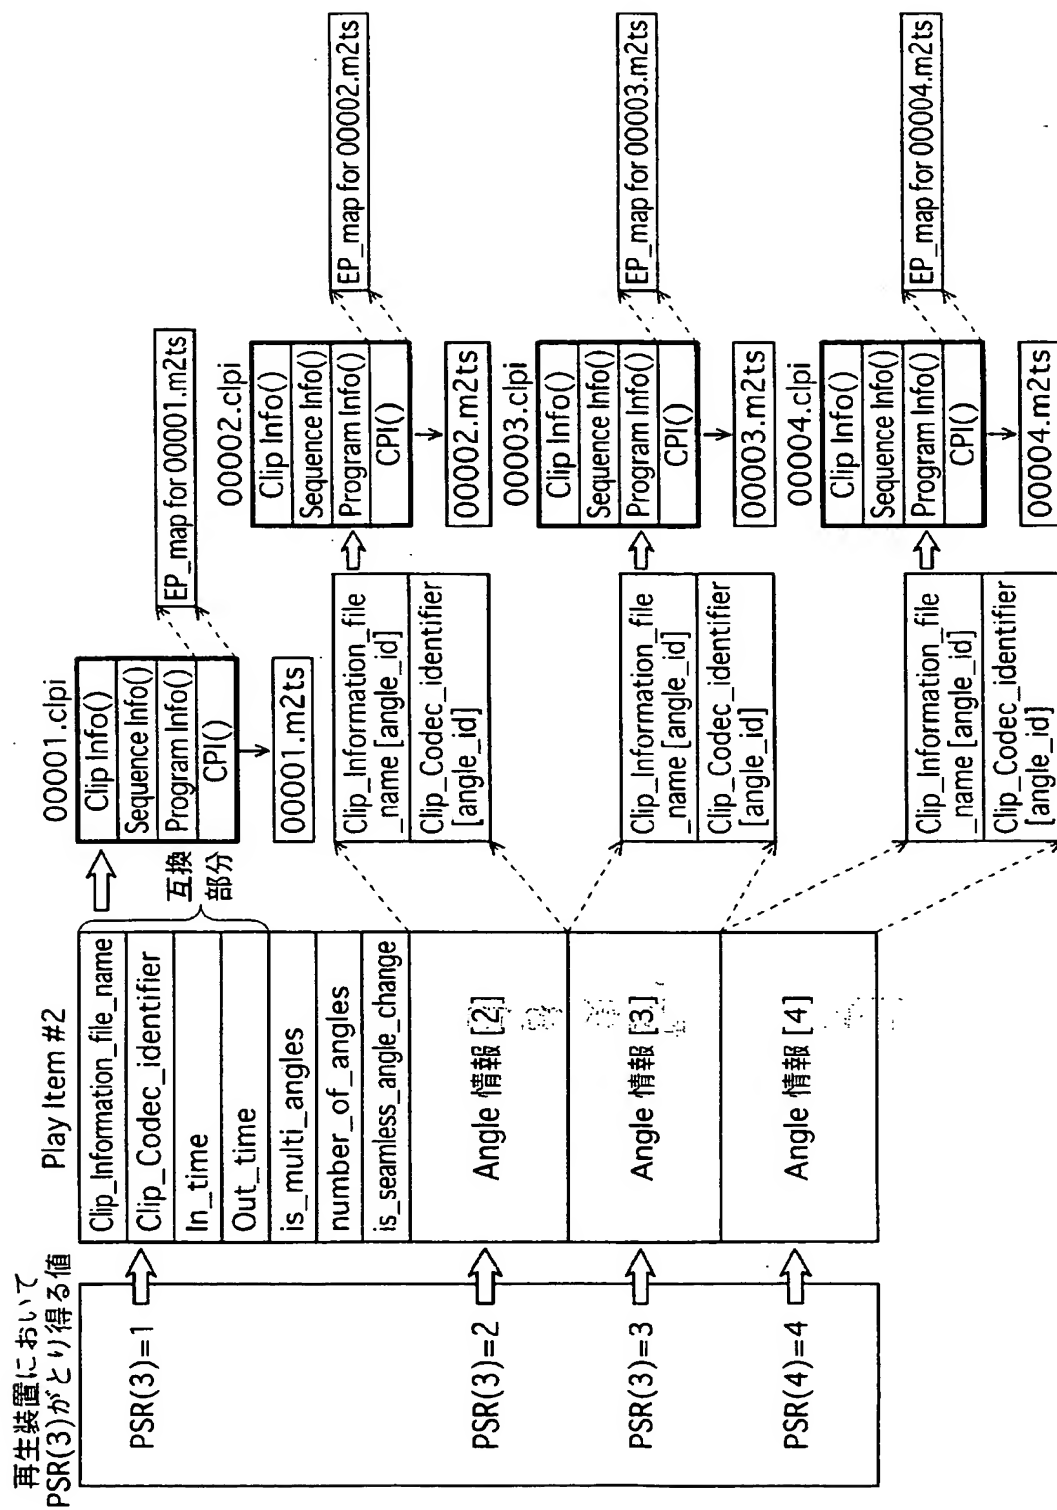 再生装置において
PSR(3)がとり得る値
PSR(3)=1
PSR(3)=2
PSR(3)=3
PSR(4)=4
Play Item #2
Clip_Information_file_name
Clip_Codec_identifier
In_time
Out_time
is_multi_angles
number_of_angles
is_seamless_angle_change
Angle 情報 [2]
Angle 情報 [3]
Angle 情報 [4]
互換
部分
00001.clpi
Clip Info()
Sequence Info()
Program Info()
CPI()
00001.m2ts
EP_map for 00001.m2ts
Clip_Information_file
_name [angle_id]
Clip_Codec_identifier
[angle_id]
00002.clpi
Clip Info()
Sequence Info()
Program Info()
CPI()
00002.m2ts
EP_map for 00002.m2ts
Clip_Information_file
_name [angle_id]
Clip_Codec_identifier
[angle_id]
00003.clpi
Clip Info()
Sequence Info()
Program Info()
CPI()
00003.m2ts
EP_map for 00003.m2ts
Clip_Information_file
_name [angle_id]
Clip_Codec_identifier
[angle_id]
00004.clpi
Clip Info()
Sequence Info()
Program Info()
CPI()
00004.m2ts
EP_map for 00004.m2ts